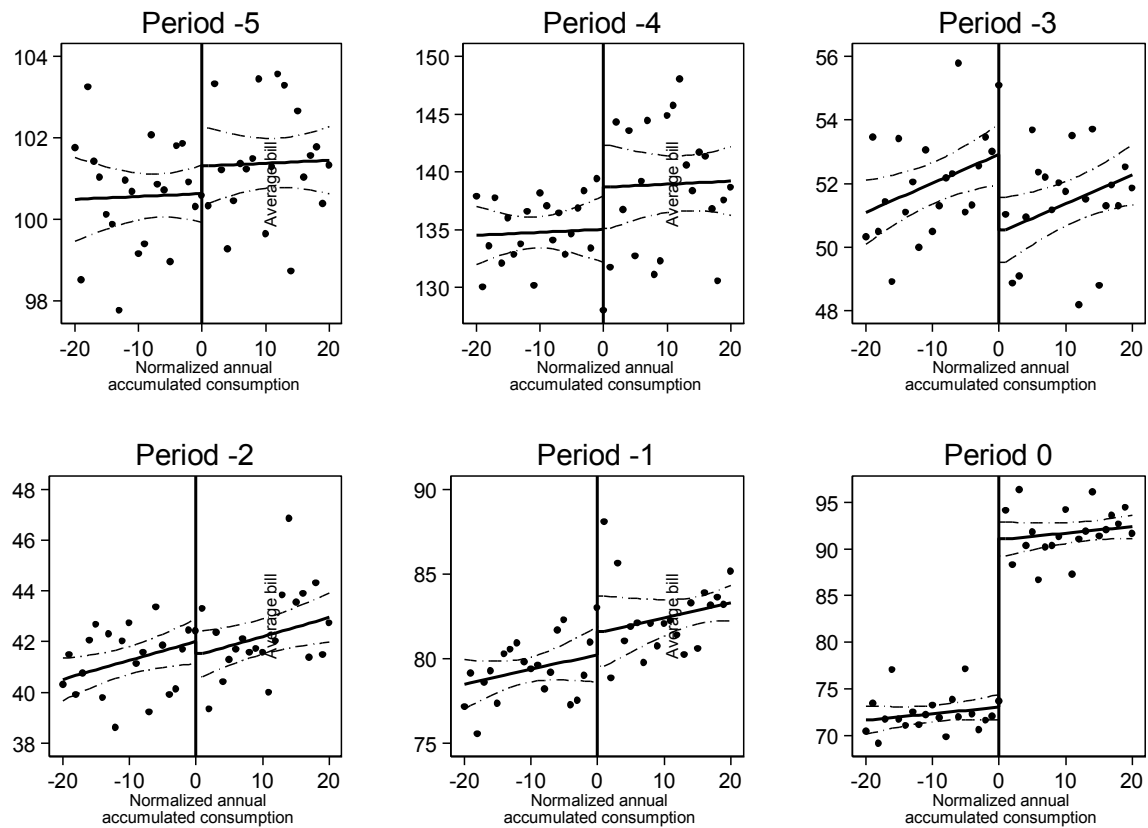 Period -5
Period -4
Period -3
104
102
100
98
Average bill
-20 -10 0 10 20
Normalized annual
accumulated consumption
150
145
140
135
130
Average bill
-20 -10 0 10 20
Normalized annual
accumulated consumption
56
54
52
50
48
-20 -10 0 10 20
Normalized annual
accumulated consumption
Period -2
Period -1
Period 0
48
46
44
42
40
38
Average bill
-20 -10 0 10 20
Normalized annual
accumulated consumption
90
85
80
75
Average bill
-20 -10 0 10 20
Normalized annual
accumulated consumption
95
90
85
80
75
70
-20 -10 0 10 20
Normalized annual
accumulated consumption